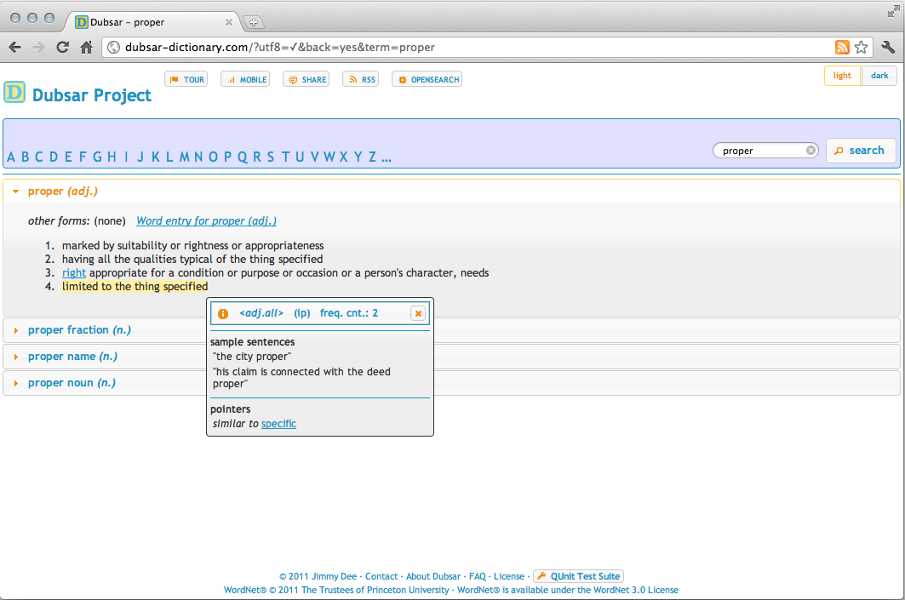 Dubsar - proper
dubsar-dictionary.com/?utf8=✓&back=yes&term=proper
TOUR MOBILE SHARE RSS OPENSEARCH
light dark
D Dubsar Project
A B C D E F G H I J K L M N O P Q R S T U V W X Y Z ...
proper search
proper (adj.)
other forms: (none) Word entry for proper (adj.)
1. marked by suitability or rightness or appropriateness
2. having all the qualities typical of the thing specified
3. right appropriate for a condition or purpose or occasion or a person's character, needs
4. limited to the thing specified
<adj.all> (ip) freq. cnt.: 2
sample sentences
"the city proper"
"his claim is connected with the deed
proper"
pointers
similar to specific
proper fraction (n.)
proper name (n.)
proper noun (n.)
© 2011 Jimmy Dee · Contact · About Dubsar · FAQ · License · QUnit Test Suite
WordNet® © 2011 The Trustees of Princeton University · WordNet® is available under the WordNet 3.0 License